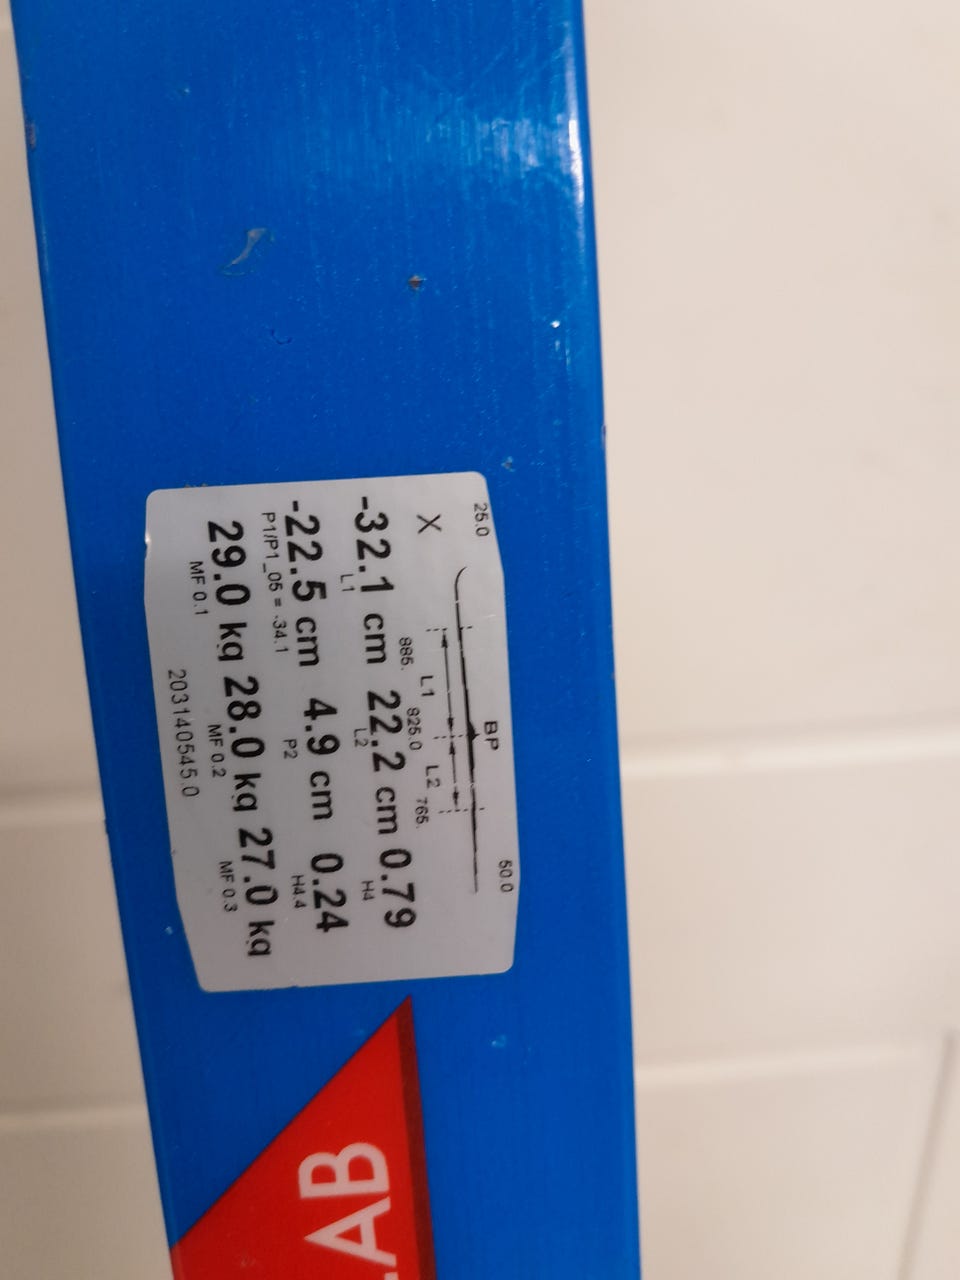 25.0 BP 50.0
L1 L2
885. 825.0 765.
X
-32.1 cm 22.2 cm 0.79
L1 L2 H4
-22.5 cm 4.9 cm 0.24
P1/P1_05 = -34.1 P2 H4.4
29.0 kg 28.0 kg 27.0 kg
MF 0.1 MF 0.2 MF 0.3
203140545.0
AB